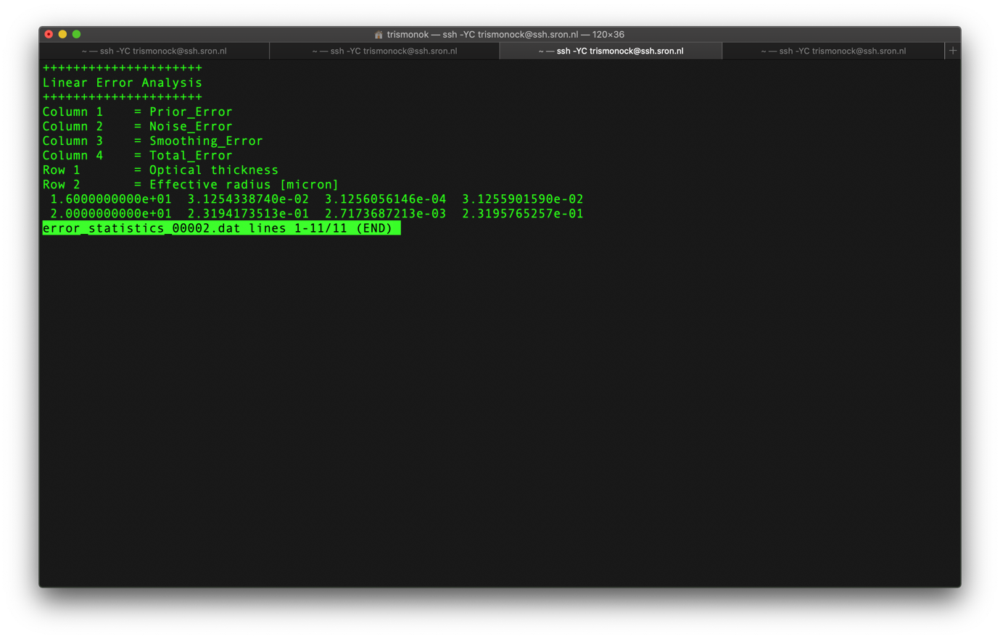 trismonok — ssh -YC trismonock@ssh.sron.nl — 120×36
~ — ssh -YC trismonock@ssh.sron.nl ~ — ssh -YC trismonock@ssh.sron.nl ~ — ssh -YC trismonock@ssh.sron.nl ~ — ssh -YC trismonock@ssh.sron.nl +
+++++++++++++++++++++
Linear Error Analysis
+++++++++++++++++++++
Column 1    = Prior_Error
Column 2    = Noise_Error
Column 3    = Smoothing_Error
Column 4    = Total_Error
Row 1       = Optical thickness
Row 2       = Effective radius [micron]
 1.6000000000e+01  3.1254338740e-02  3.1256056146e-04  3.1255901590e-02
 2.0000000000e+01  2.3194173513e-01  2.7173687213e-03  2.3195765257e-01
error_statistics_00002.dat lines 1-11/11 (END)